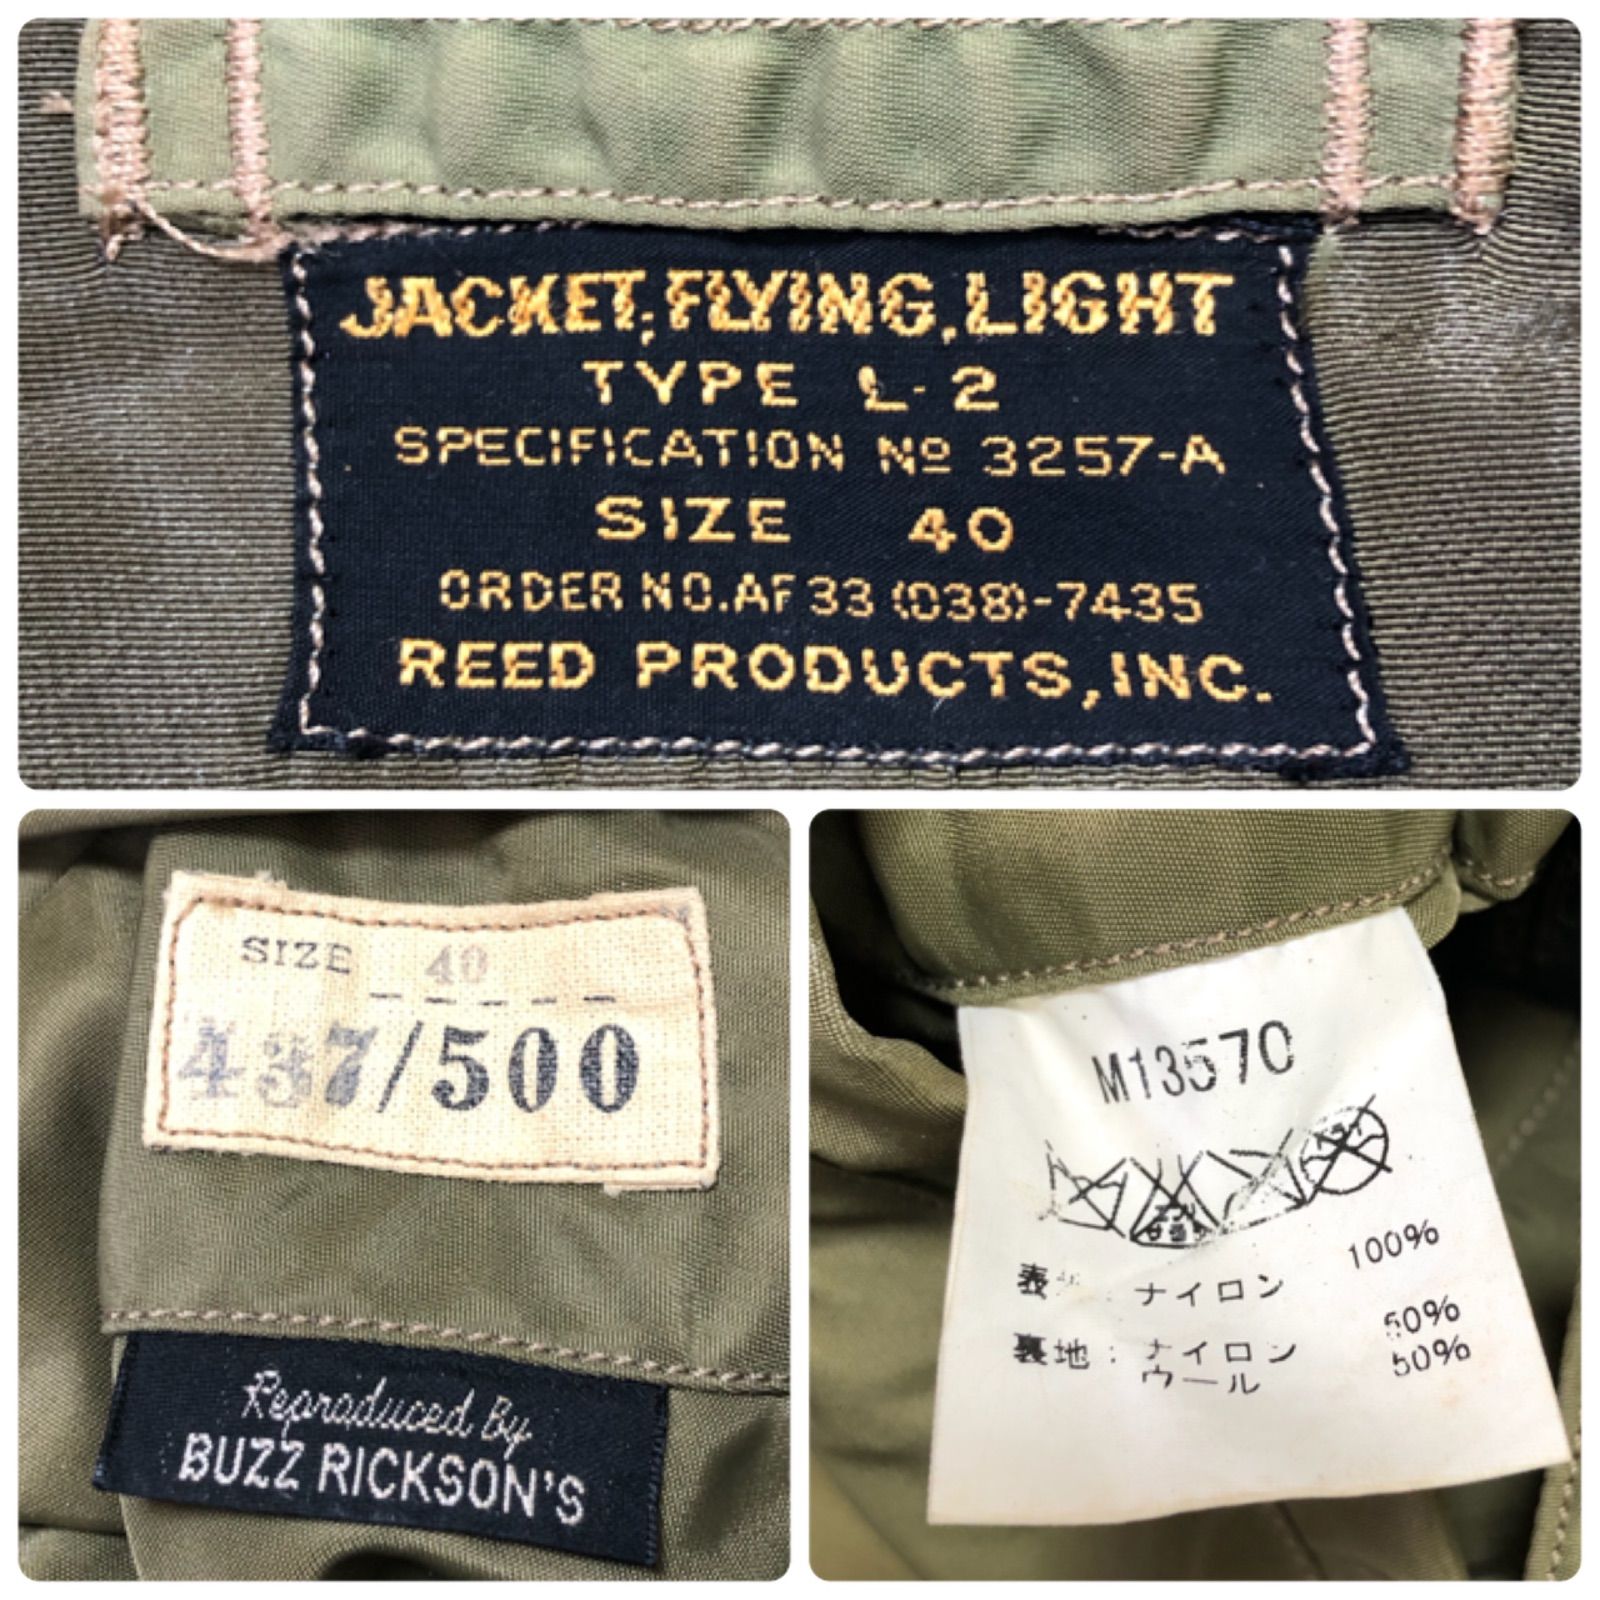 JACKET, FLYING, LIGHT
TYPE L-2
SPECIFICATION Nº 3257-A
SIZE 40
ORDER NO. AF 33 (038)-7435
REED PRODUCTS, INC.
SIZE 40
437/500
Reproduced By
BUZZ RICKSON'S
M13570
表 : ナイロン 100%
裏地 : ナイロン 50%
ウール 50%